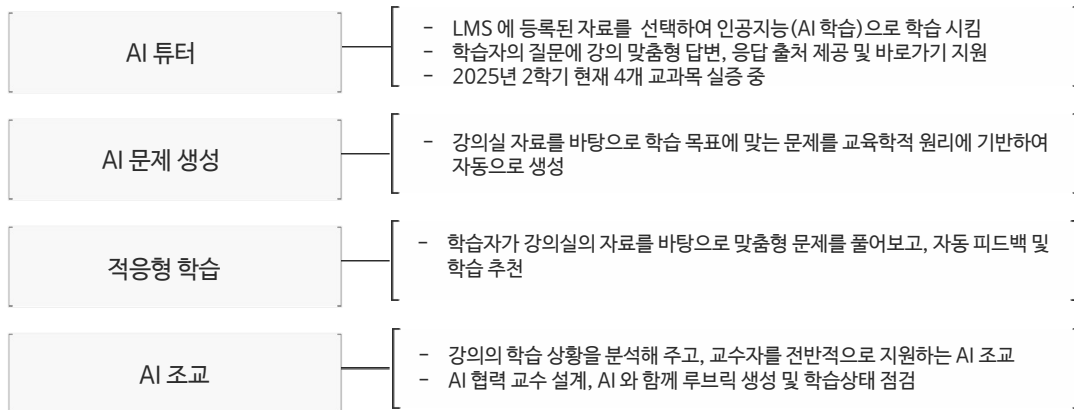 AI 튜터
- LMS 에 등록된 자료를 선택하여 인공지능(AI 학습)으로 학습 시킴
- 학습자의 질문에 강의 맞춤형 답변, 응답 출처 제공 및 바로가기 지원
- 2025년 2학기 현재 4개 교과목 실증 중
AI 문제 생성
- 강의실 자료를 바탕으로 학습 목표에 맞는 문제를 교육학적 원리에 기반하여
자동으로 생성
적응형 학습
- 학습자가 강의실의 자료를 바탕으로 맞춤형 문제를 풀어보고, 자동 피드백 및
학습 추천
AI 조교
- 강의의 학습 상황을 분석해 주고, 교수자를 전반적으로 지원하는 AI 조교
- AI 협력 교수 설계, AI 와 함께 루브릭 생성 및 학습상태 점검